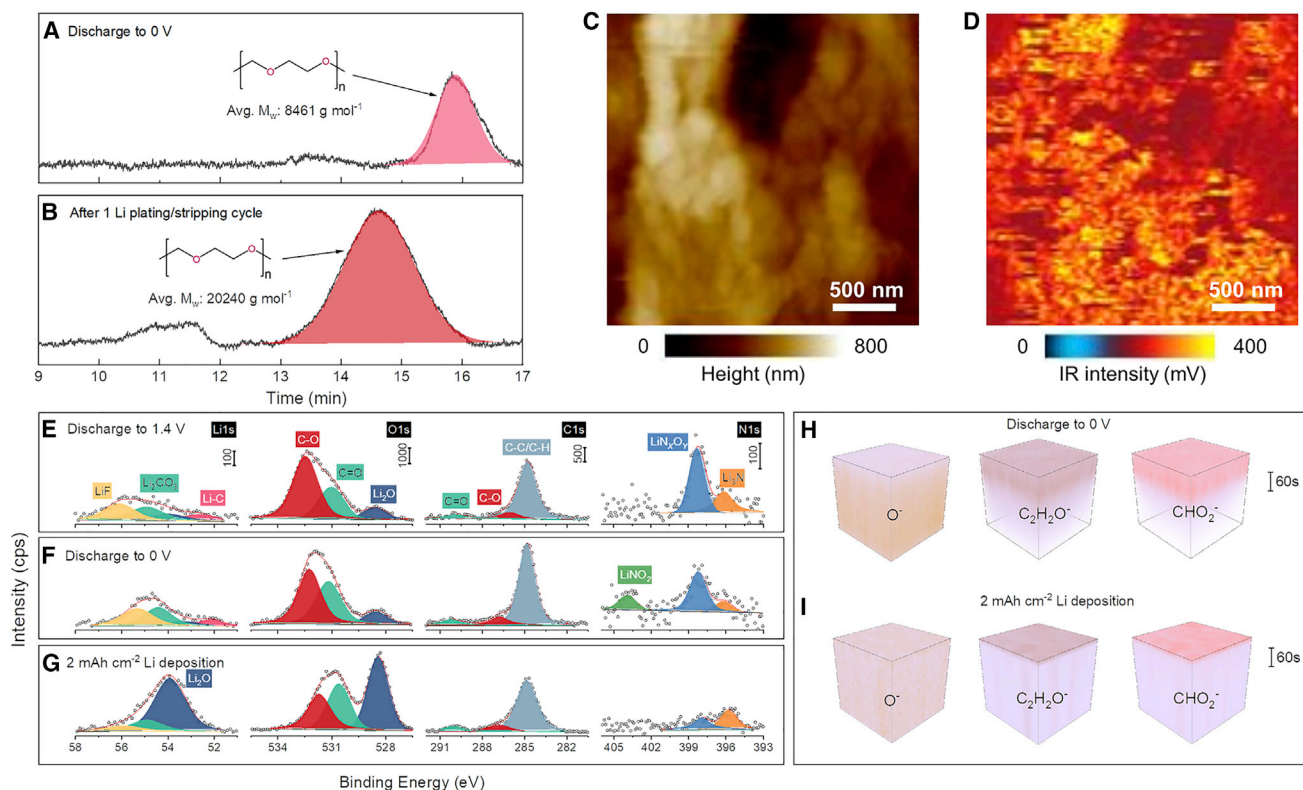 A Discharge to 0 V
O
O
n
Avg. Mw: 8461 g mol⁻¹
B After 1 Li plating/stripping cycle
O
O
n
Avg. Mw: 20240 g mol⁻¹
9 10 11 12 13 14 15 16 17
Time (min)
C
500 nm
0 800
Height (nm)
D
500 nm
0 400
IR intensity (mV)
E Discharge to 1.4 V
Li1s
100
O1s
1000
C1s
500
N1s
100
LiF
Li₂CO₃
Li-C
C-O
C=O
Li₂O
C=O
C-O
C-C/C-H
LiNₓOᵧ
Li₃N
F Discharge to 0 V
LiNO₂
G 2 mAh cm⁻² Li deposition
Li₂O
58 56 54 52
534 531 528
291 288 285 282
405 402 399 396 393
Intensity (cps)
Binding Energy (eV)
H
Discharge to 0 V
O⁻
C₂H₂O⁻
CHO₂⁻
60s
I
2 mAh cm⁻² Li deposition
O⁻
C₂H₂O⁻
CHO₂⁻
60s